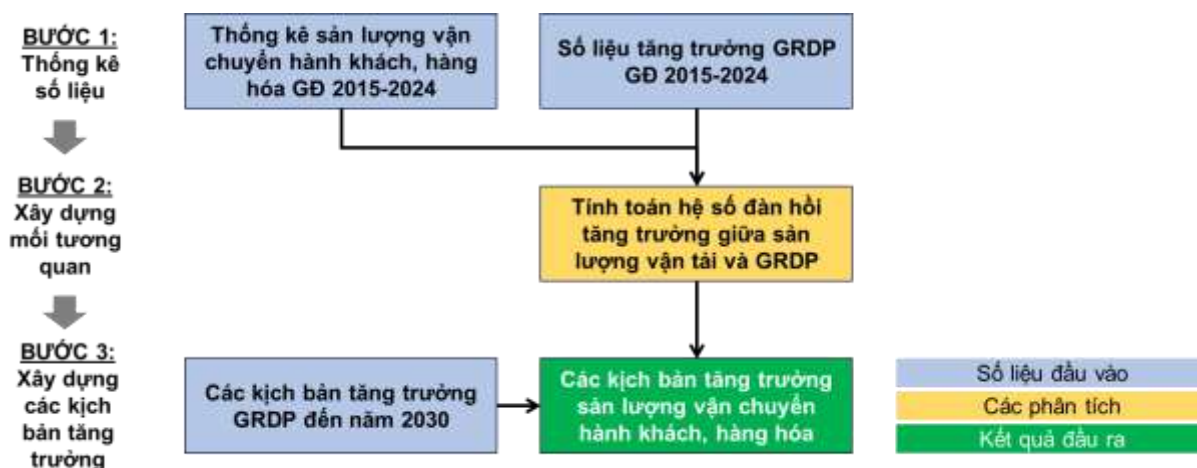 BƯỚC 1:
Thống kê
số liệu
Thống kê sản lượng vận
chuyển hành khách, hàng
hóa GĐ 2015-2024
Số liệu tăng trưởng GRDP
GĐ 2015-2024
BƯỚC 2:
Xây dựng
mối tương
quan
Tính toán hệ số đàn hồi
tăng trưởng giữa sản
lượng vận tải và GRDP
BƯỚC 3:
Xây dựng
các kịch
bản tăng
trưởng
Các kịch bản tăng trưởng
GRDP đến năm 2030
Các kịch bản tăng trưởng
sản lượng vận chuyển
hành khách, hàng hóa
Số liệu đầu vào
Các phân tích
Kết quả đầu ra